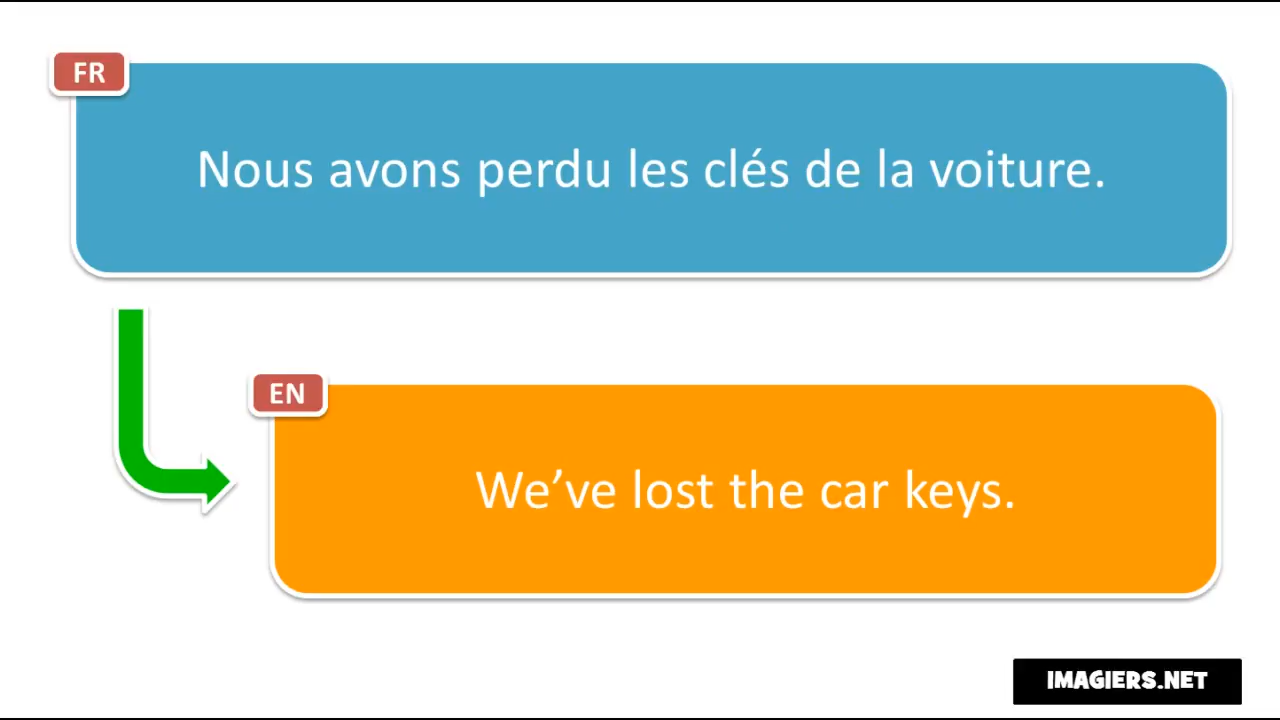 FR
Nous avons perdu les clés de la voiture.
EN
We’ve lost the car keys.
IMAGIERS.NET